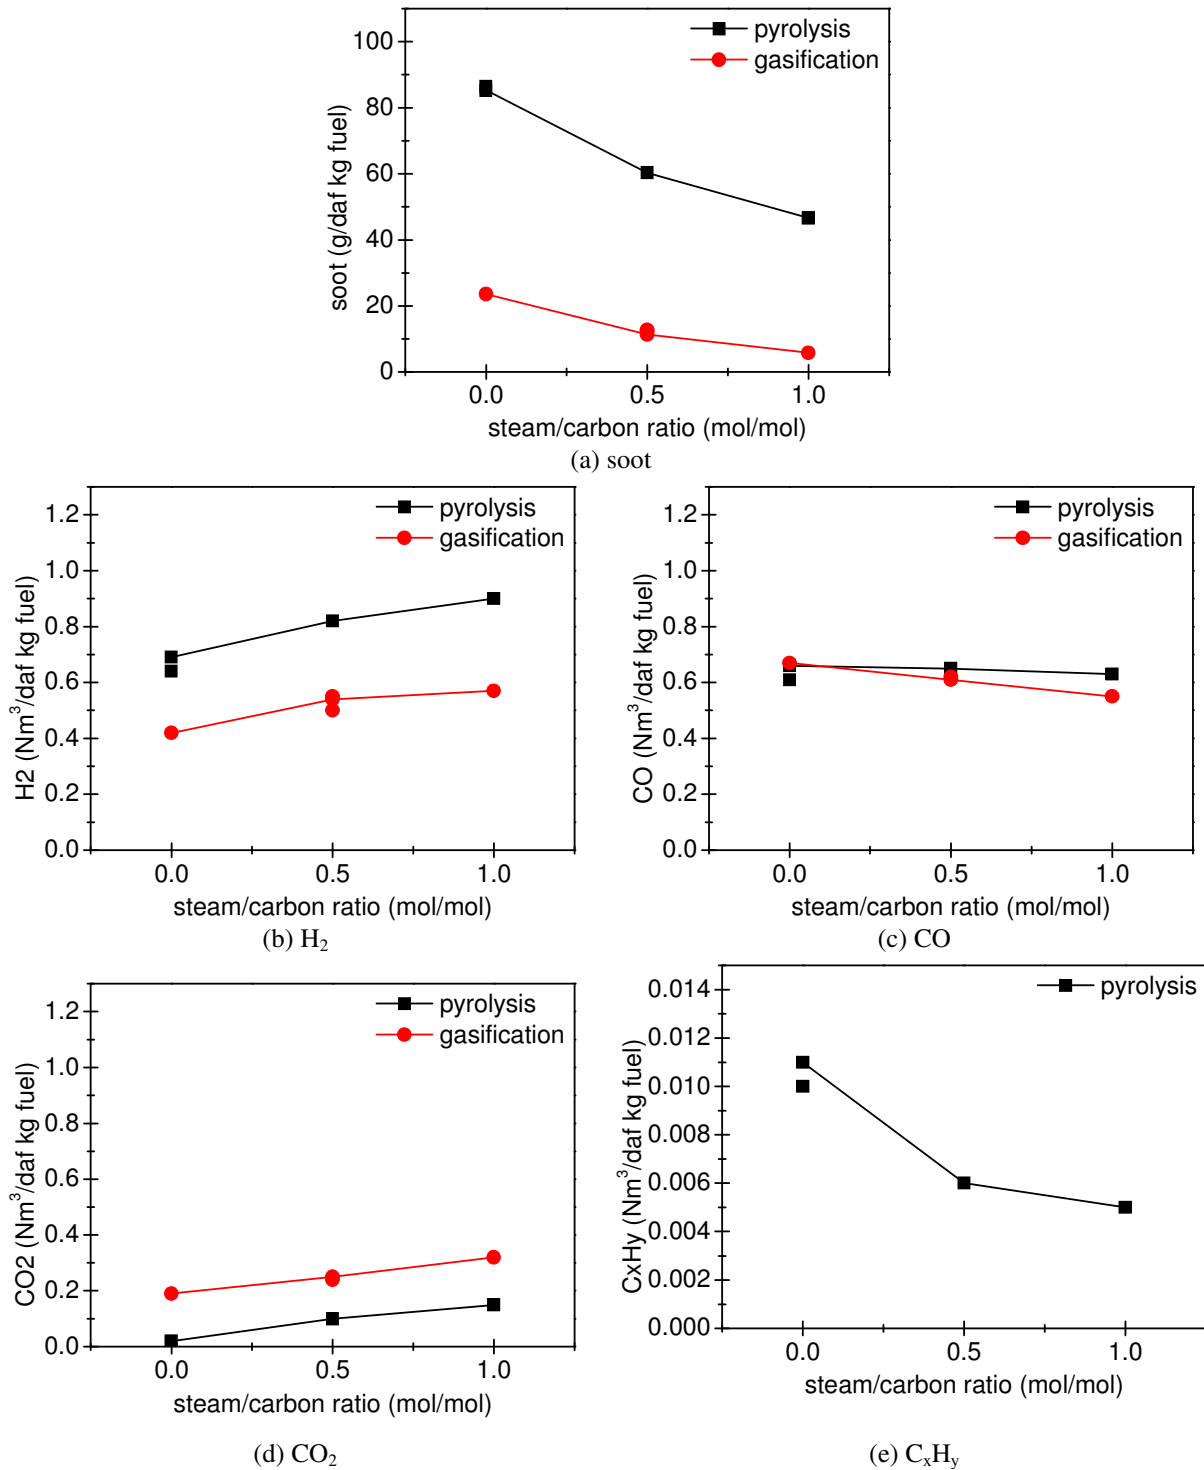 pyrolysis
gasification
100
80
60
40
20
0
soot (g/daf kg fuel)
0.0 0.5 1.0
steam/carbon ratio (mol/mol)
(a) soot
pyrolysis
gasification
1.2
1.0
0.8
0.6
0.4
0.2
0.0
H2 (Nm³/daf kg fuel)
0.0 0.5 1.0
steam/carbon ratio (mol/mol)
(b) H₂
pyrolysis
gasification
1.2
1.0
0.8
0.6
0.4
0.2
0.0
CO (Nm³/daf kg fuel)
0.0 0.5 1.0
steam/carbon ratio (mol/mol)
(c) CO
pyrolysis
gasification
1.2
1.0
0.8
0.6
0.4
0.2
0.0
CO2 (Nm³/daf kg fuel)
0.0 0.5 1.0
steam/carbon ratio (mol/mol)
(d) CO₂
pyrolysis
0.014
0.012
0.010
0.008
0.006
0.004
0.002
0.000
CxHy (Nm³/daf kg fuel)
0.0 0.5 1.0
steam/carbon ratio (mol/mol)
(e) CₓHᵧ